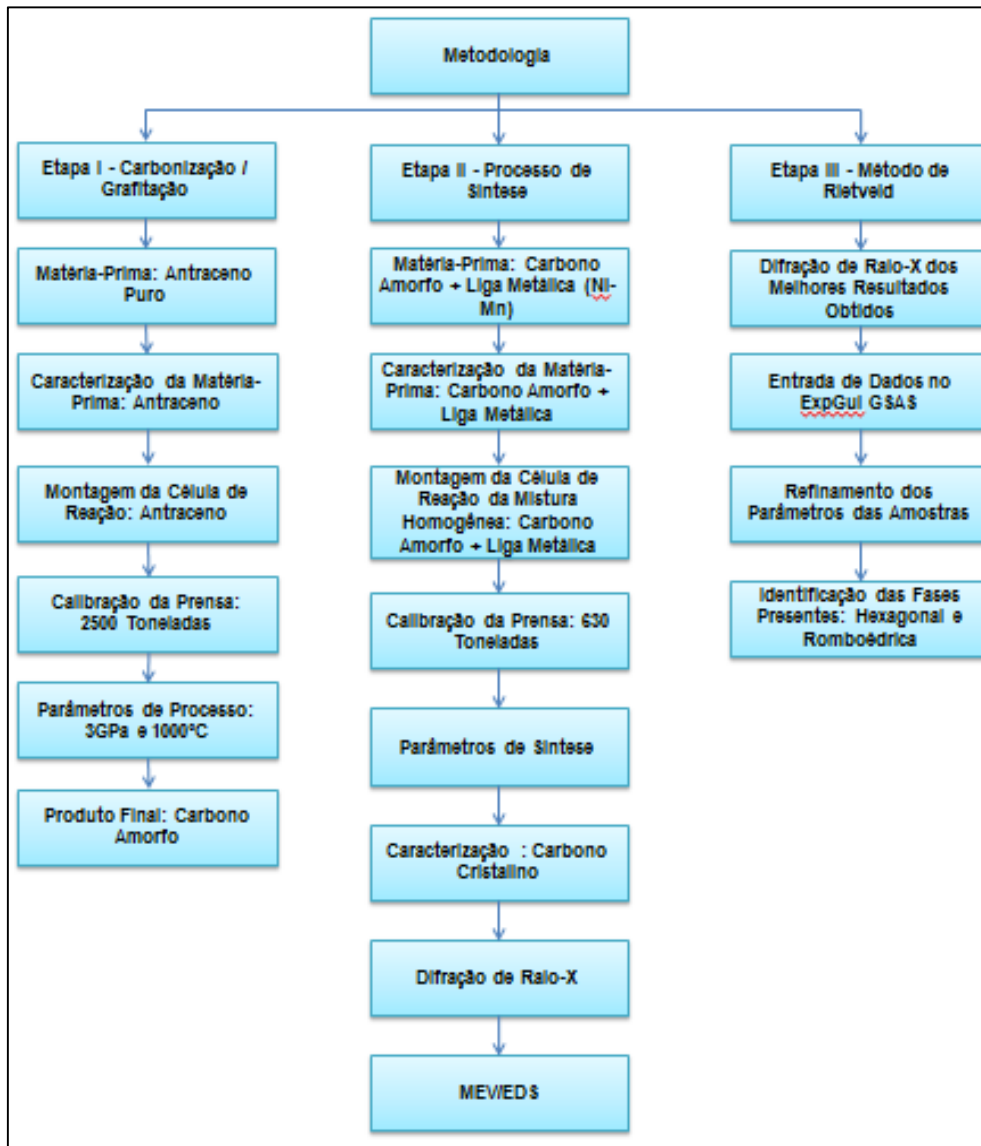 Metodologia
Etapa I - Carbonização /
Grafitação
Matéria-Prima: Antraceno
Puro
Caracterização da Matéria-
Prima: Antraceno
Montagem da Célula de
Reação: Antraceno
Calibração da Prensa:
2500 Toneladas
Parâmetros de Processo:
3GPa e 1000ºC
Produto Final: Carbono
Amorfo
Etapa II - Processo de
Síntese
Matéria-Prima: Carbono
Amorfo + Liga Metálica (Ni-
Mn)
Caracterização da Matéria-
Prima: Carbono Amorfo +
Liga Metálica
Montagem da Célula de
Reação da Mistura
Homogênea: Carbono
Amorfo + Liga Metálica
Calibração da Prensa: 630
Toneladas
Parâmetros de Síntese
Caracterização : Carbono
Cristalino
Difração de Raio-X
MEV/EDS
Etapa III - Método de
Rietveld
Difração de Raio-X dos
Melhores Resultados
Obtidos
Entrada de Dados no
ExpGui GSAS
Refinamento dos
Parâmetros das Amostras
Identificação das Fases
Presentes: Hexagonal e
Romboédrica